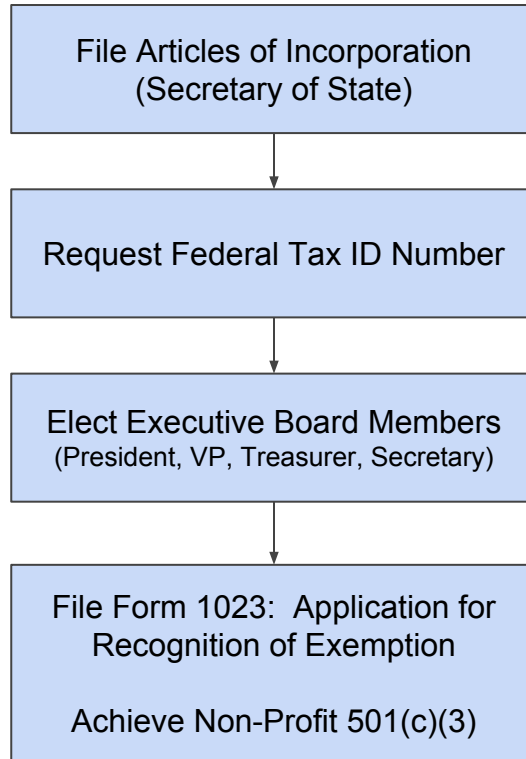 File Articles of Incorporation
(Secretary of State)
Request Federal Tax ID Number
Elect Executive Board Members
(President, VP, Treasurer, Secretary)
File Form 1023:  Application for
Recognition of Exemption
Achieve Non-Profit 501(c)(3)